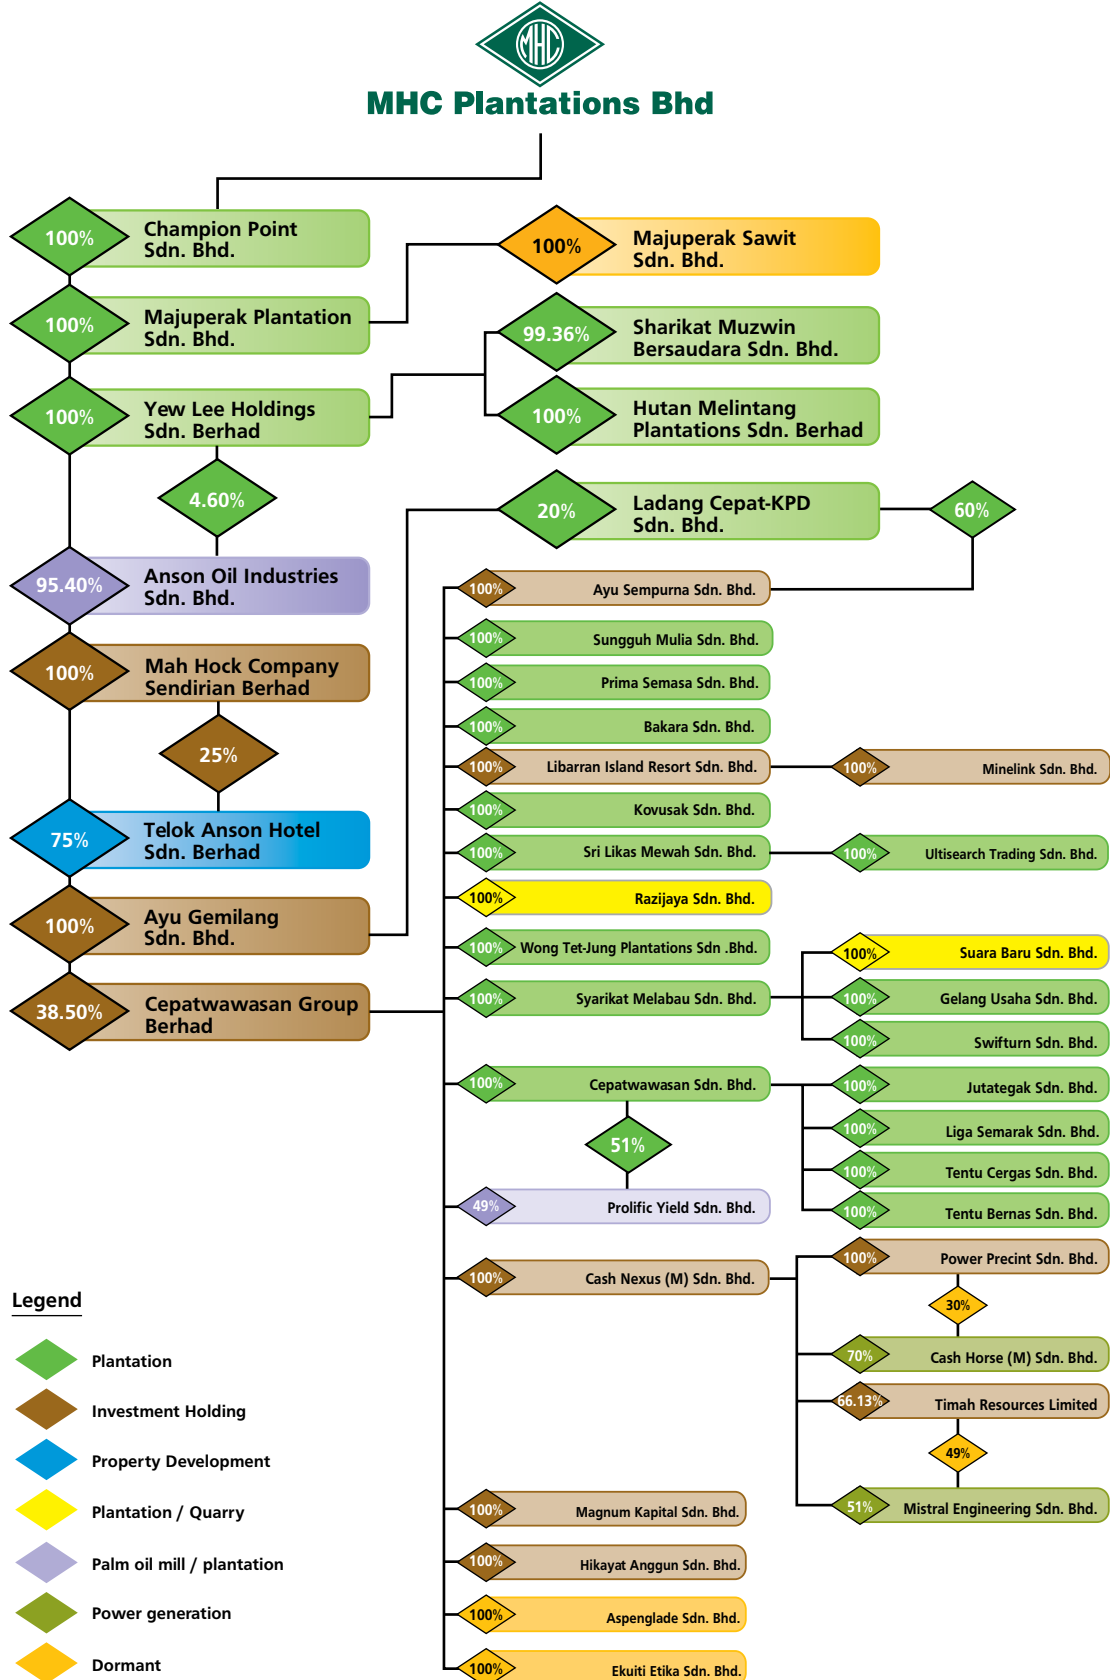 MHC
MHC Plantations Bhd
100%
Champion Point
Sdn. Bhd.
100%
Majuperak Plantation
Sdn. Bhd.
100%
Majuperak Sawit
Sdn. Bhd.
100%
Yew Lee Holdings
Sdn. Berhad
99.36%
Sharikat Muzwin
Bersaudara Sdn. Bhd.
100%
Hutan Melintang
Plantations Sdn. Berhad
4.60%
95.40%
Anson Oil Industries
Sdn. Bhd.
100%
Mah Hock Company
Sendirian Berhad
25%
75%
Telok Anson Hotel
Sdn. Berhad
100%
Ayu Gemilang
Sdn. Bhd.
20%
Ladang Cepat-KPD
Sdn. Bhd.
60%
38.50%
Cepatwawasan Group
Berhad
100%
Ayu Sempurna Sdn. Bhd.
100%
Sungguh Mulia Sdn. Bhd.
100%
Prima Semasa Sdn. Bhd.
100%
Bakara Sdn. Bhd.
100%
Libarran Island Resort Sdn. Bhd.
100%
Minelink Sdn. Bhd.
100%
Kovusak Sdn. Bhd.
100%
Sri Likas Mewah Sdn. Bhd.
100%
Ultisearch Trading Sdn. Bhd.
100%
Razijaya Sdn. Bhd.
100%
Wong Tet-Jung Plantations Sdn .Bhd.
100%
Syarikat Melabau Sdn. Bhd.
100%
Suara Baru Sdn. Bhd.
100%
Gelang Usaha Sdn. Bhd.
100%
Swifturn Sdn. Bhd.
100%
Cepatwawasan Sdn. Bhd.
100%
Jutategak Sdn. Bhd.
100%
Liga Semarak Sdn. Bhd.
100%
Tentu Cergas Sdn. Bhd.
100%
Tentu Bernas Sdn. Bhd.
51%
49%
Prolific Yield Sdn. Bhd.
100%
Cash Nexus (M) Sdn. Bhd.
100%
Power Precint Sdn. Bhd.
30%
70%
Cash Horse (M) Sdn. Bhd.
66.13%
Timah Resources Limited
49%
51%
Mistral Engineering Sdn. Bhd.
100%
Magnum Kapital Sdn. Bhd.
100%
Hikayat Anggun Sdn. Bhd.
100%
Aspenglade Sdn. Bhd.
100%
Ekuiti Etika Sdn. Bhd.
Legend
Plantation
Investment Holding
Property Development
Plantation / Quarry
Palm oil mill / plantation
Power generation
Dormant